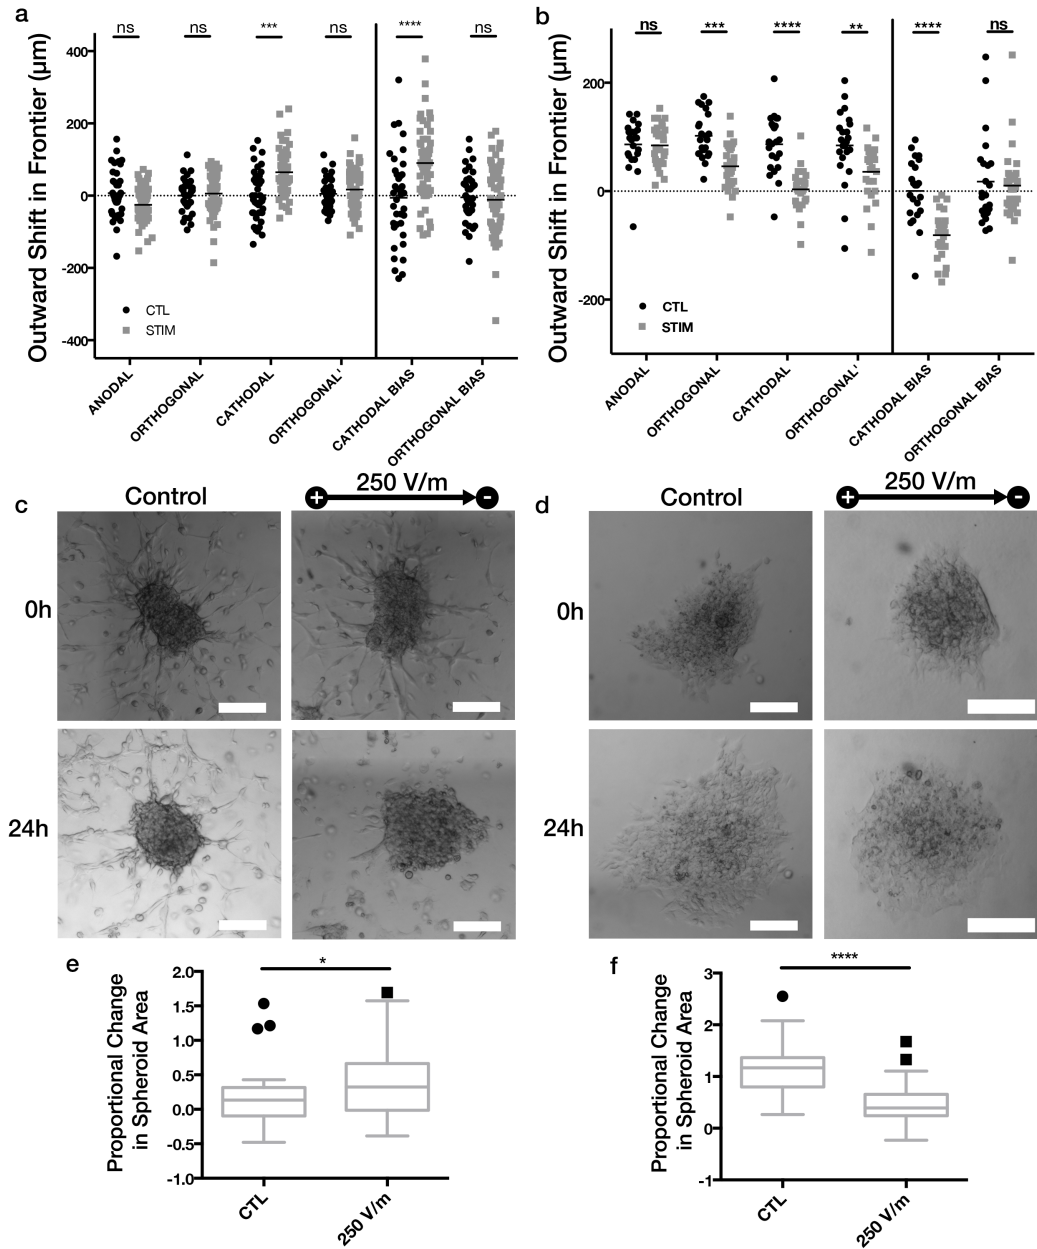 a
ns
ns
***
ns
****
ns
Outward Shift in Frontier (µm)
400
200
0
-200
-400
CTL
STIM
ANODAL
ORTHOGONAL
CATHODAL
ORTHOGONAL'
CATHODAL BIAS
ORTHOGONAL BIAS
b
ns
***
****
**
****
ns
Outward Shift in Frontier (µm)
200
0
-200
CTL
STIM
ANODAL
ORTHOGONAL
CATHODAL
ORTHOGONAL'
CATHODAL BIAS
ORTHOGONAL BIAS
c
Control
250 V/m
+
-
0h
24h
d
Control
250 V/m
+
-
0h
24h
e
*
Proportional Change
in Spheroid Area
2.0
1.5
1.0
0.5
0.0
-0.5
-1.0
CTL
250 V/m
f
****
Proportional Change
in Spheroid Area
3
2
1
0
-1
CTL
250 V/m